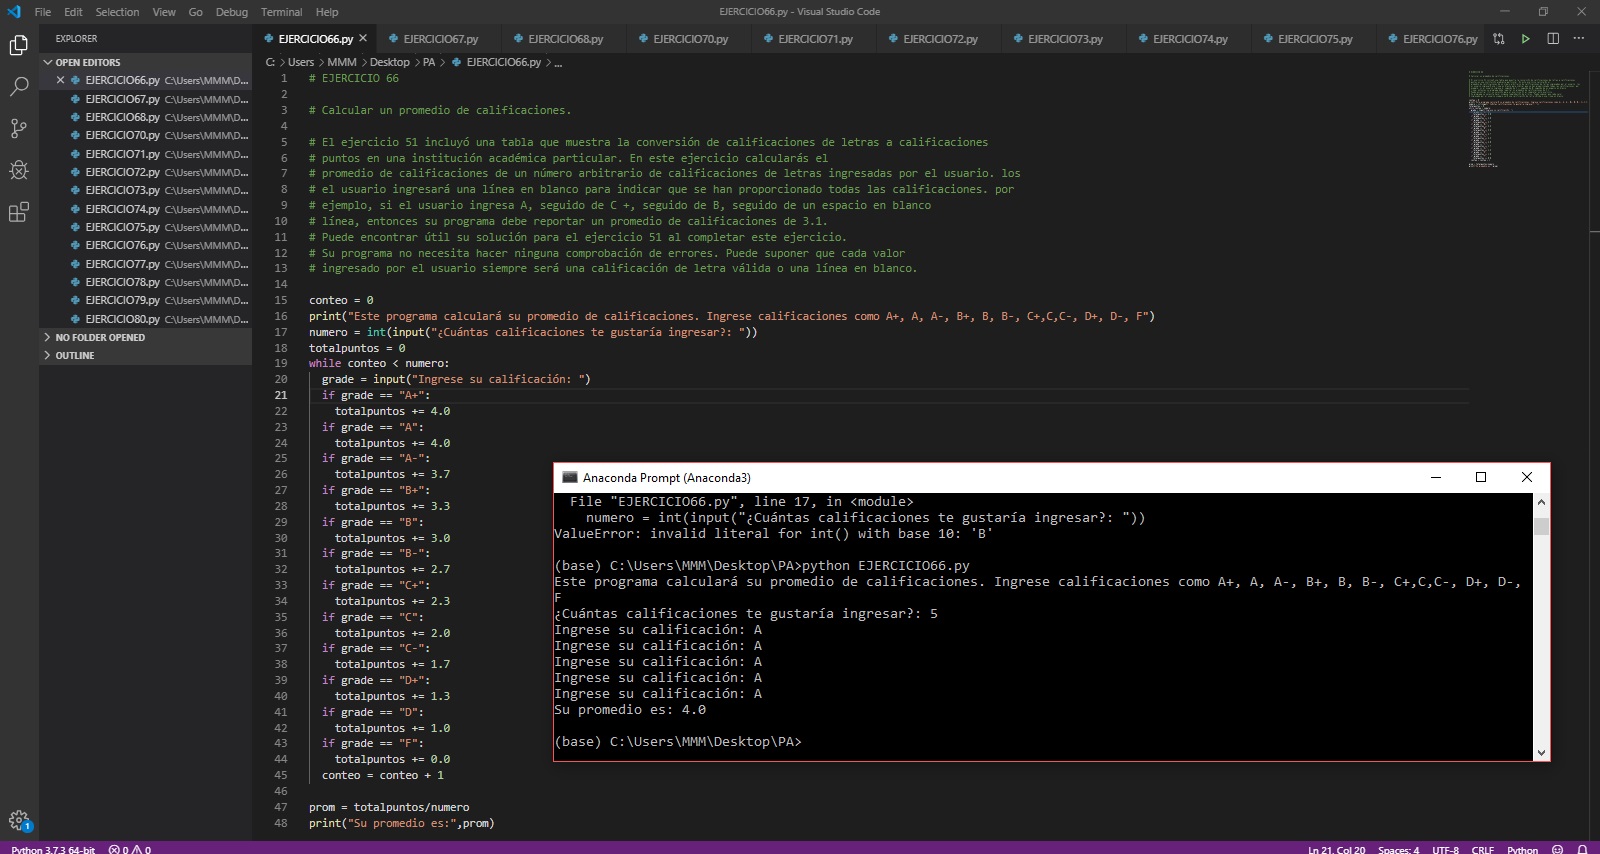 File Edit Selection View Go Debug Terminal Help
EJERCICIO66.py - Visual Studio Code
EXPLORER
OPEN EDITORS
EJERCICIO66.py C:\Users\MMM\D...
EJERCICIO67.py C:\Users\MMM\D...
EJERCICIO68.py C:\Users\MMM\D...
EJERCICIO70.py C:\Users\MMM\D...
EJERCICIO71.py C:\Users\MMM\D...
EJERCICIO72.py C:\Users\MMM\D...
EJERCICIO73.py C:\Users\MMM\D...
EJERCICIO74.py C:\Users\MMM\D...
EJERCICIO75.py C:\Users\MMM\D...
EJERCICIO76.py C:\Users\MMM\D...
EJERCICIO77.py C:\Users\MMM\D...
EJERCICIO78.py C:\Users\MMM\D...
EJERCICIO79.py C:\Users\MMM\D...
EJERCICIO80.py C:\Users\MMM\D...
NO FOLDER OPENED
OUTLINE
EJERCICIO66.py EJERCICIO67.py EJERCICIO68.py EJERCICIO70.py EJERCICIO71.py EJERCICIO72.py EJERCICIO73.py EJERCICIO74.py EJERCICIO75.py EJERCICIO76.py
C: > Users > MMM > Desktop > PA > EJERCICIO66.py > ...
1 # EJERCICIO 66
2
3 # Calcular un promedio de calificaciones.
4
5 # El ejercicio 51 incluyó una tabla que muestra la conversión de calificaciones de letras a calificaciones
6 # puntos en una institución académica particular. En este ejercicio calcularás el
7 # promedio de calificaciones de un número arbitrario de calificaciones de letras ingresadas por el usuario. los
8 # el usuario ingresará una línea en blanco para indicar que se han proporcionado todas las calificaciones. por
9 # ejemplo, si el usuario ingresa A, seguido de C +, seguido de B, seguido de un espacio en blanco
10 # línea, entonces su programa debe reportar un promedio de calificaciones de 3.1.
11 # Puede encontrar útil su solución para el ejercicio 51 al completar este ejercicio.
12 # Su programa no necesita hacer ninguna comprobación de errores. Puede suponer que cada valor
13 # ingresado por el usuario siempre será una calificación de letra válida o una línea en blanco.
14
15 conteo = 0
16 print("Este programa calculará su promedio de calificaciones. Ingrese calificaciones como A+, A, A-, B+, B, B-, C+,C,C-, D+, D-, F")
17 numero = int(input("¿Cuántas calificaciones te gustaría ingresar?: "))
18 totalpuntos = 0
19 while conteo < numero:
20 grade = input("Ingrese su calificación: ")
21 if grade == "A+":
22 totalpuntos += 4.0
23 if grade == "A":
24 totalpuntos += 4.0
25 if grade == "A-":
26 totalpuntos += 3.7
27 if grade == "B+":
28 totalpuntos += 3.3
29 if grade == "B":
30 totalpuntos += 3.0
31 if grade == "B-":
32 totalpuntos += 2.7
33 if grade == "C+":
34 totalpuntos += 2.3
35 if grade == "C":
36 totalpuntos += 2.0
37 if grade == "C-":
38 totalpuntos += 1.7
39 if grade == "D+":
40 totalpuntos += 1.3
41 if grade == "D":
42 totalpuntos += 1.0
43 if grade == "F":
44 totalpuntos += 0.0
45 conteo = conteo + 1
46
47 prom = totalpuntos/numero
48 print("Su promedio es:",prom)
Anaconda Prompt (Anaconda3)
File "EJERCICIO66.py", line 17, in <module>
numero = int(input("¿Cuántas calificaciones te gustaría ingresar?: "))
ValueError: invalid literal for int() with base 10: 'B'
(base) C:\Users\MMM\Desktop\PA>python EJERCICIO66.py
Este programa calculará su promedio de calificaciones. Ingrese calificaciones como A+, A, A-, B+, B, B-, C+,C,C-, D+, D-,
F
¿Cuántas calificaciones te gustaría ingresar?: 5
Ingrese su calificación: A
Ingrese su calificación: A
Ingrese su calificación: A
Ingrese su calificación: A
Ingrese su calificación: A
Su promedio es: 4.0
(base) C:\Users\MMM\Desktop\PA>
1
Python 3.7.3 64-bit 0 0 Ln 21, Col 20 Spaces: 4 UTF-8 CRLF Python